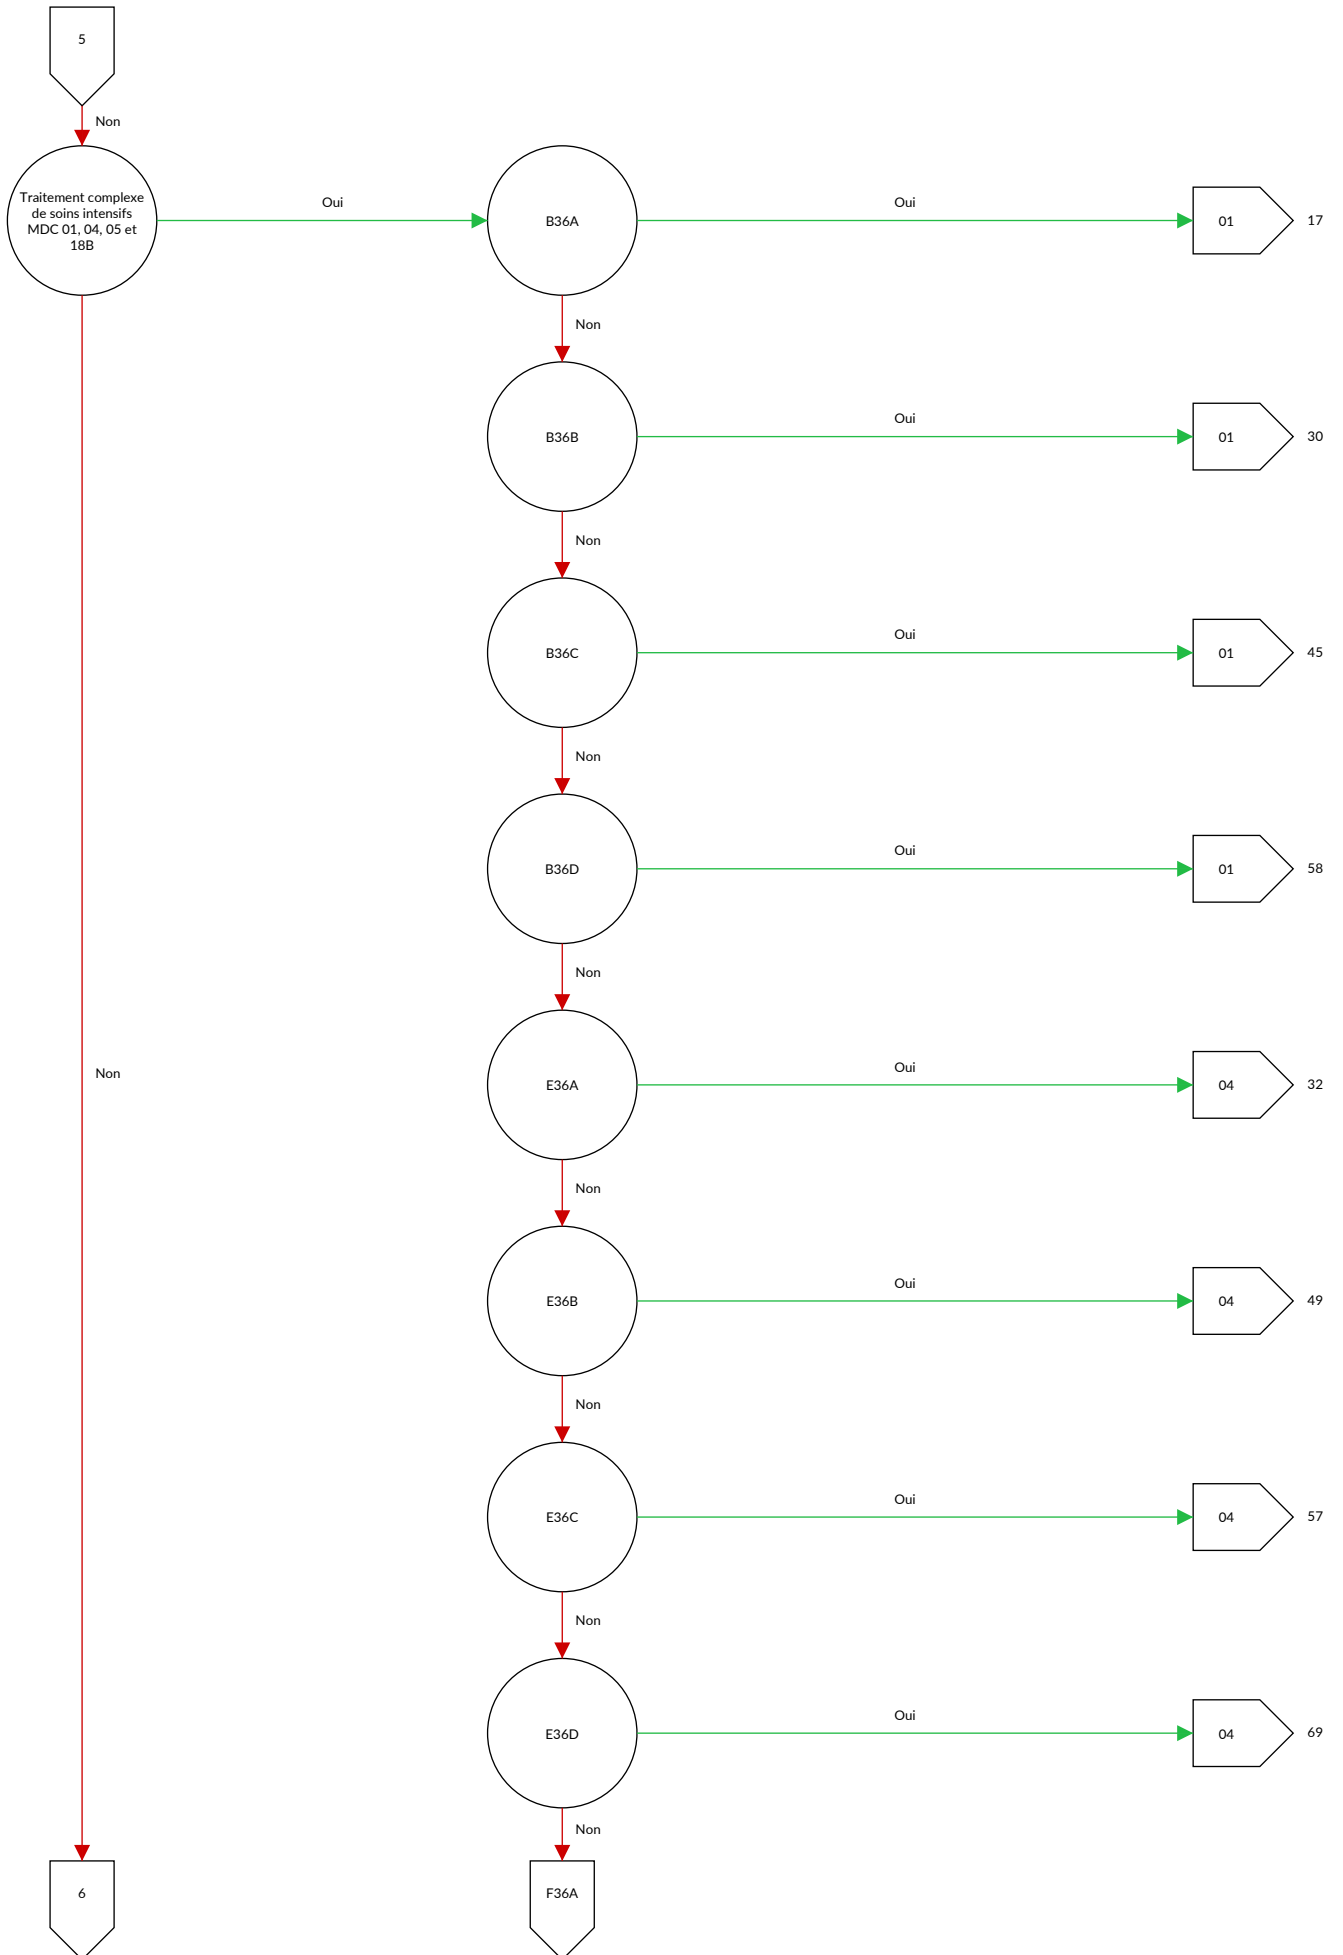 5
Non
Traitement complexe
de soins intensifs
MDC 01, 04, 05 et
18B
Oui
B36A
Oui
01
17
Non
B36B
Oui
01
30
Non
B36C
Oui
01
45
Non
B36D
Oui
01
58
Non
Non
E36A
Oui
04
32
Non
E36B
Oui
04
49
Non
E36C
Oui
04
57
Non
E36D
Oui
04
69
Non
6
F36A